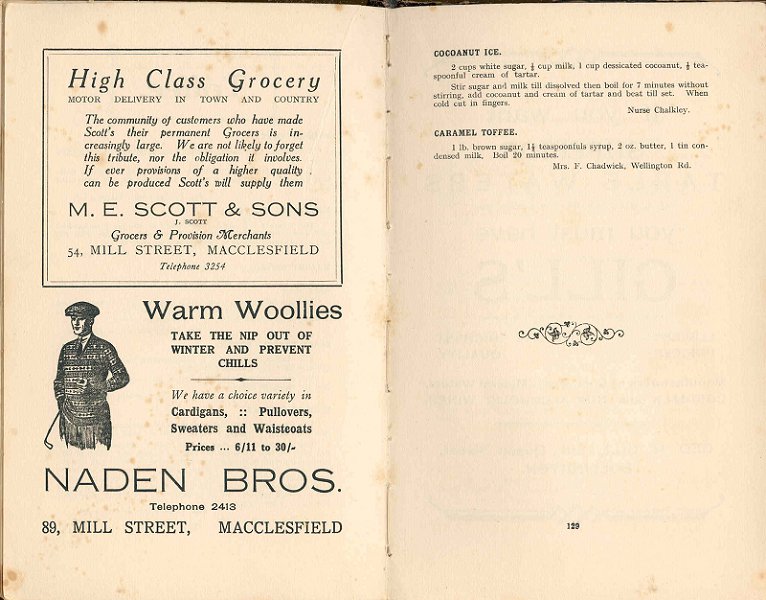 High Class Grocery
MOTOR DELIVERY IN TOWN AND COUNTRY
The community of customers who have made
Scott's their permanent Grocers is in-
creasingly large. We are not likely to forget
this tribute, nor the obligation it involves.
If ever provisions of a higher quality
can be produced Scott's will supply them
M. E. SCOTT & SONS
J. SCOTT
Grocers & Provision Merchants
54, MILL STREET, MACCLESFIELD
Telephone 3254
Warm Woollies
TAKE THE NIP OUT OF
WINTER AND PREVENT
CHILLS
We have a choice variety in
Cardigans, :: Pullovers,
Sweaters and Waistcoats
Prices ... 6/11 to 30/-
NADEN BROS.
Telephone 2413
89, MILL STREET, MACCLESFIELD
COCOANUT ICE.
2 cups white sugar, ½ cup milk, 1 cup dessicated cocoanut, ½ tea-
spoonful cream of tartar.
Stir sugar and milk till dissolved then boil for 7 minutes without
stirring, add cocoanut and cream of tartar and beat till set. When
cold cut in fingers.
Nurse Chalkley.
CARAMEL TOFFEE.
1 lb. brown sugar, 1½ teaspoonfuls syrup, 2 oz. butter, 1 tin con-
densed milk. Boil 20 minutes.
Mrs. F. Chadwick, Wellington Rd.
129